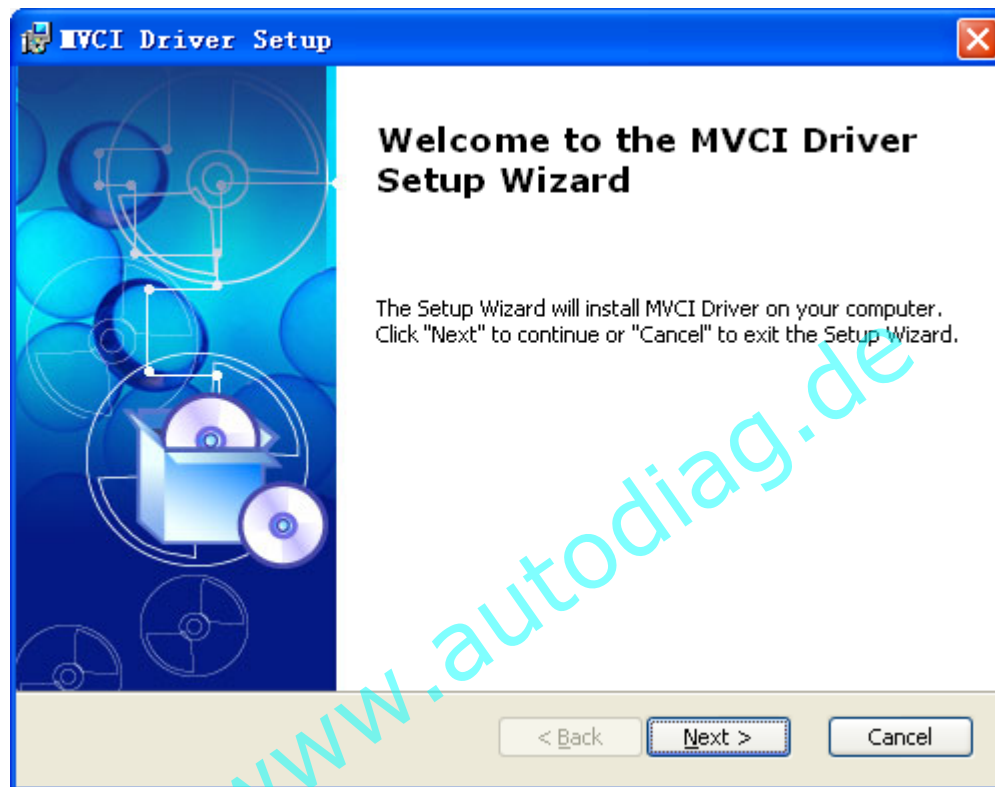 MVCI Driver Setup
Welcome to the MVCI Driver
Setup Wizard
The Setup Wizard will install MVCI Driver on your computer.
Click "Next" to continue or "Cancel" to exit the Setup Wizard.
www.autodiag.de
< Back
Next >
Cancel